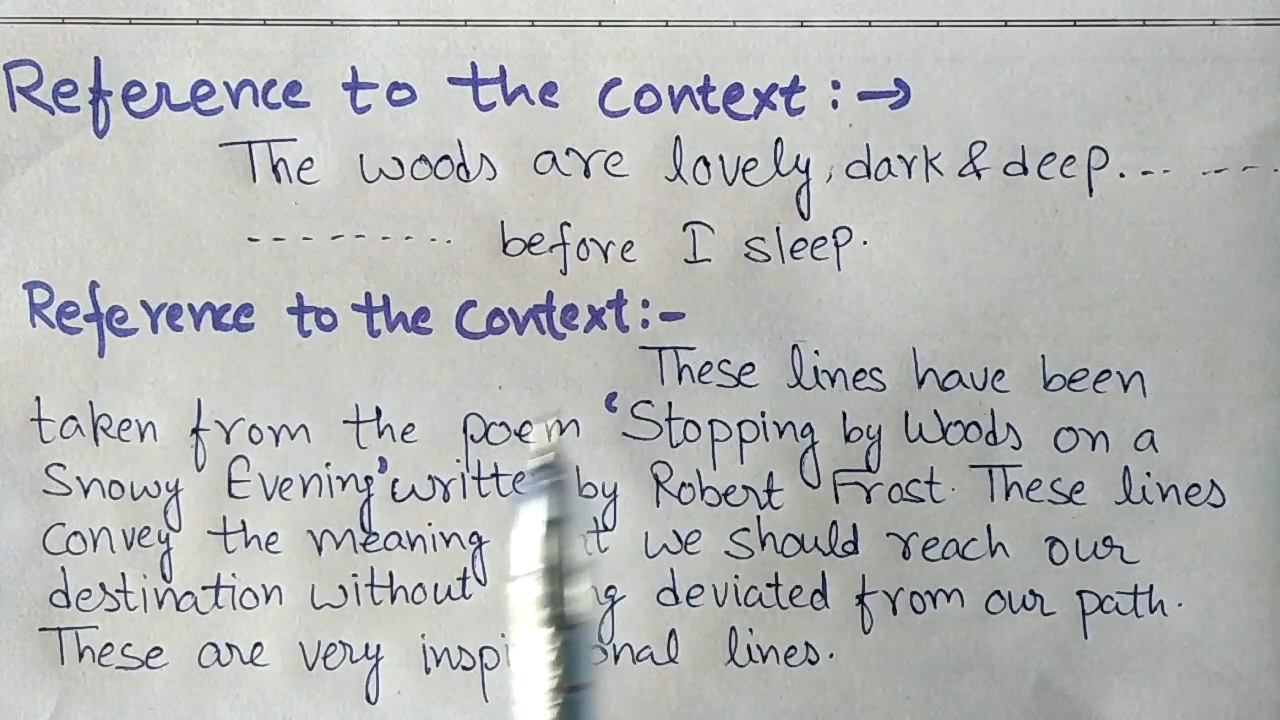 Reference to the context:→
The woods are lovely, dark & deep... ----
--------.. before I sleep.
Reference to the context:-
These lines have been
taken from the poem 'Stopping by Woods on a
Snowy Evening' written by Robert Frost. These lines
convey the meaning we should reach our
destination without deviated from our path.
These are very lines.